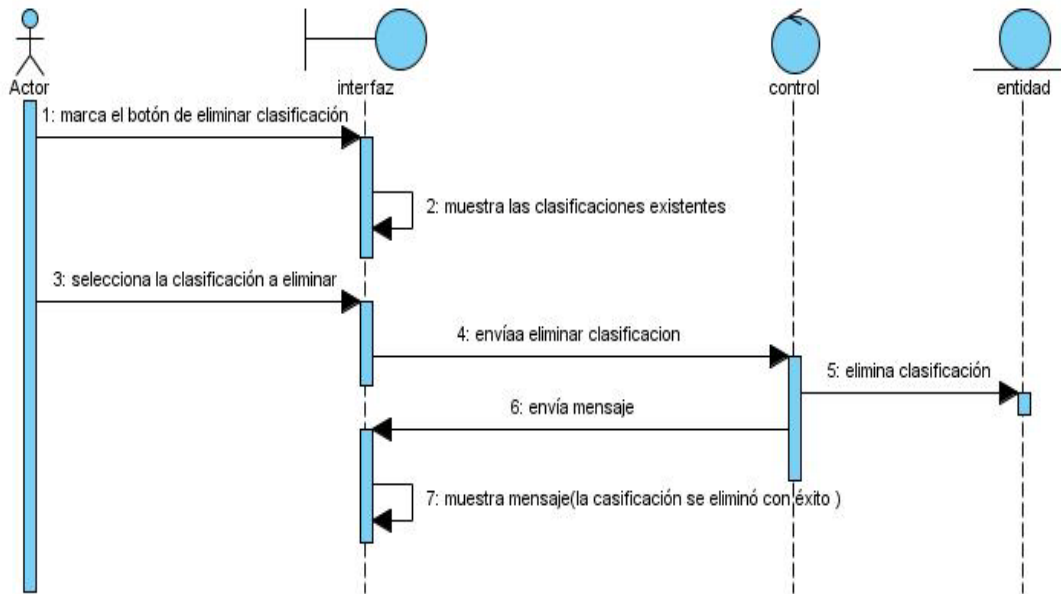 Actor
interfaz
control
entidad
1: marca el botón de eliminar clasificación
2: muestra las clasificaciones existentes
3: selecciona la clasificación a eliminar
4: envíaa eliminar clasificacion
5: elimina clasificación
6: envía mensaje
7: muestra mensaje(la casificación se eliminó con éxito )